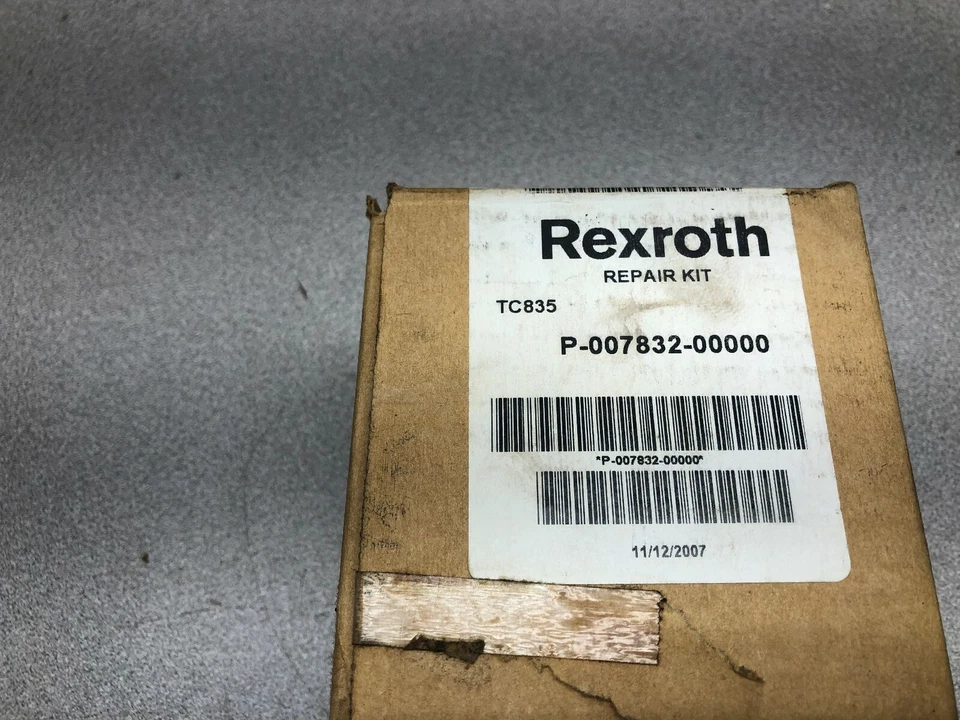 Rexroth
REPAIR KIT
TC835
P-007832-00000
*P-007832-00000*
11/12/2007